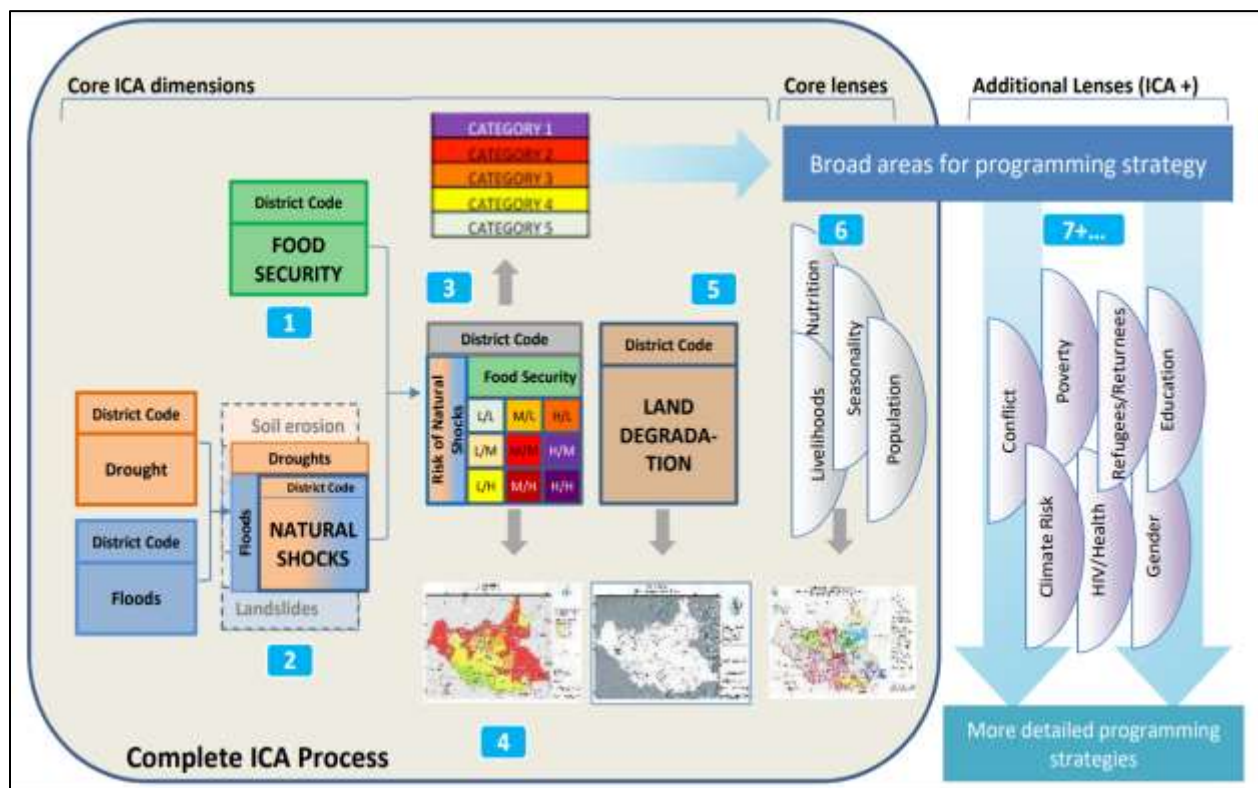 Core ICA dimensions
Core lenses
Additional Lenses (ICA +)
CATEGORY 1
CATEGORY 2
CATEGORY 3
CATEGORY 4
CATEGORY 5
Broad areas for programming strategy
District Code
FOOD
SECURITY
1
3
5
6
7+...
District Code
Drought
District Code
Floods
Soil erosion
Droughts
Floods
District Code
NATURAL
SHOCKS
Landslides
2
District Code
Risk of Natural
Shocks
Food Security
L/L
M/L
H/L
L/M
M/M
H/M
L/H
M/H
H/H
District Code
LAND
DEGRADA-
TION
Nutrition
Livelihoods
Seasonality
Population
Conflict
Poverty
Refugees/Returnees
Education
Climate Risk
HIV/Health
Gender
4
Complete ICA Process
More detailed programming
strategies